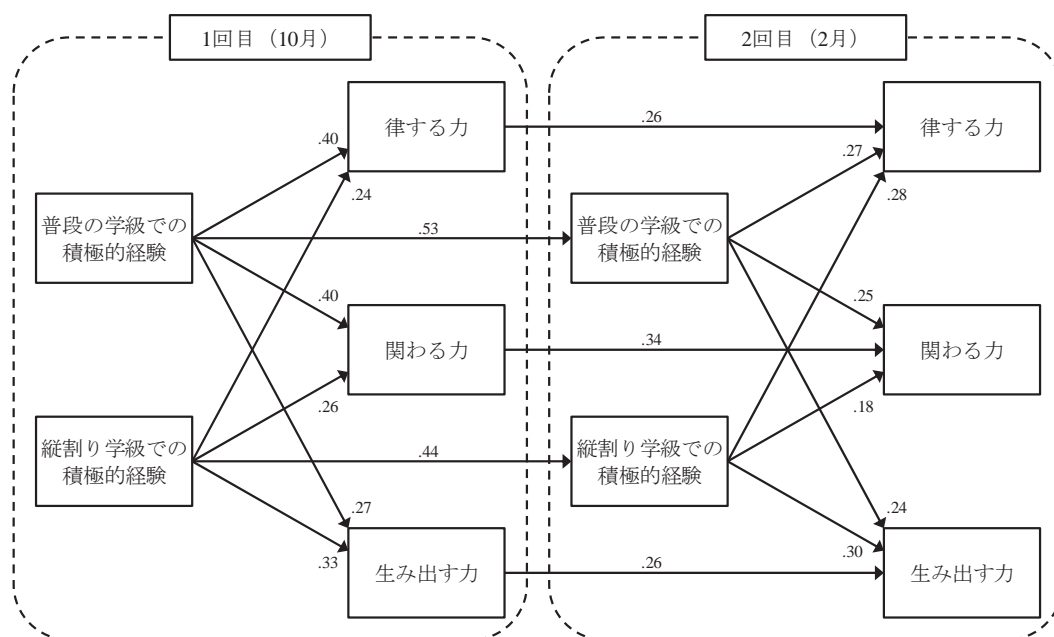 1回目（10月）
2回目（2月）
律する力
律する力
.26
.40
.27
.24
.28
普段の学級での
積極的経験
普段の学級での
積極的経験
.53
.40
.25
関わる力
関わる力
.34
.26
.18
縦割り学級での
積極的経験
縦割り学級での
積極的経験
.44
.27
.24
.33
.30
生み出す力
生み出す力
.26